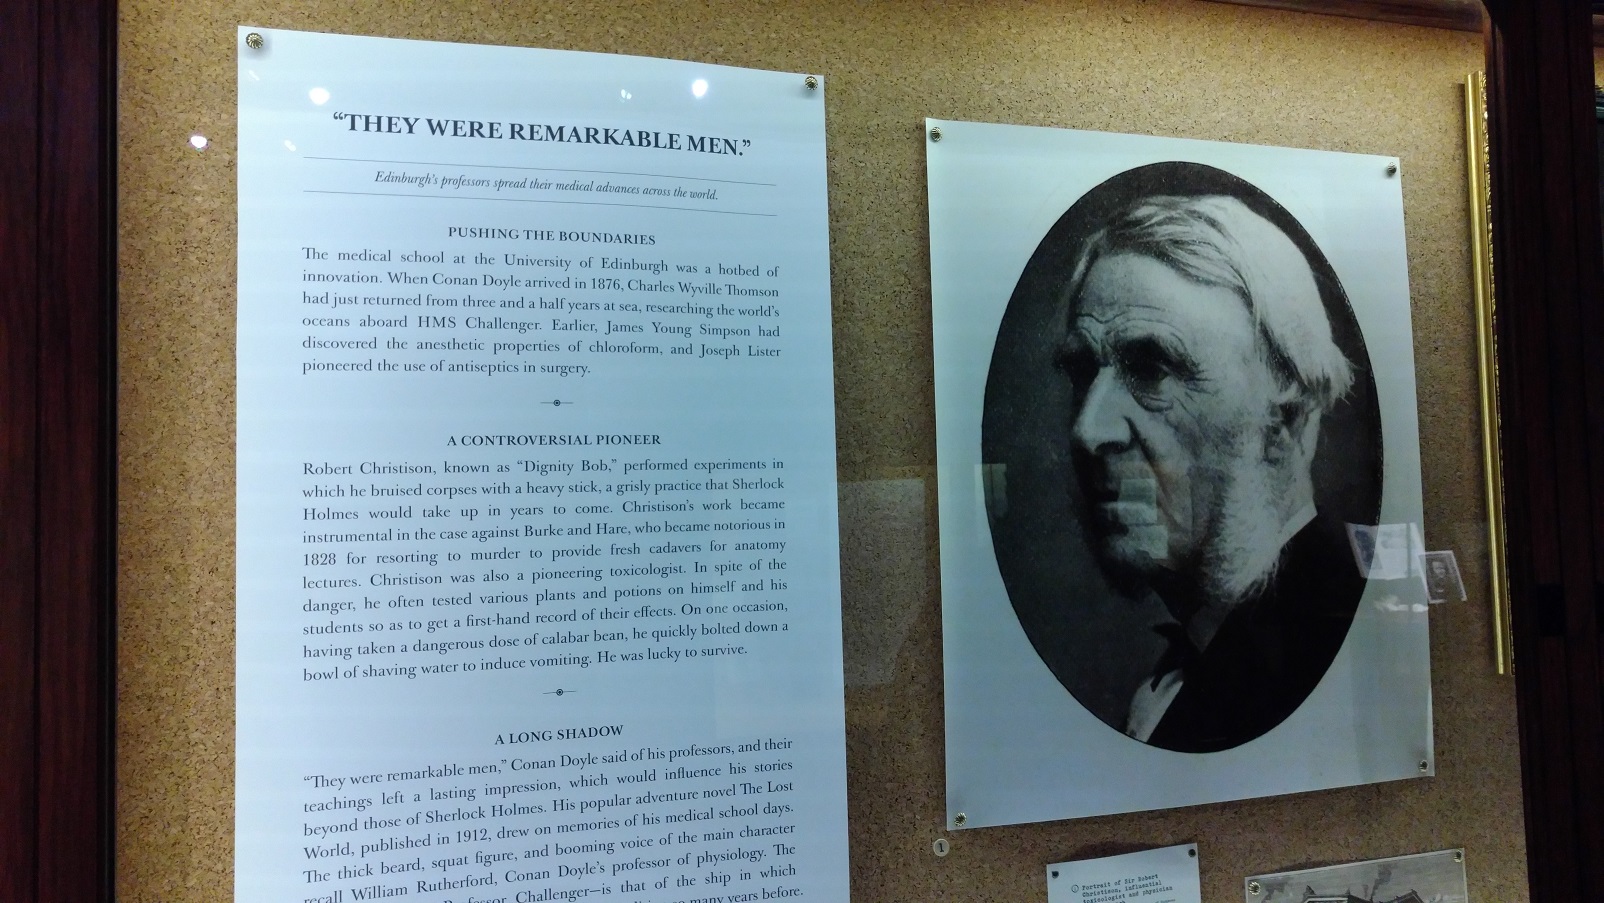 “THEY WERE REMARKABLE MEN.”
Edinburgh’s professors spread their medical advances across the world.
PUSHING THE BOUNDARIES
The medical school at the University of Edinburgh was a hotbed of
innovation. When Conan Doyle arrived in 1876, Charles Wyville Thomson
had just returned from three and a half years at sea, researching the world’s
oceans aboard HMS Challenger. Earlier, James Young Simpson had
discovered the anesthetic properties of chloroform, and Joseph Lister
pioneered the use of antiseptics in surgery.
A CONTROVERSIAL PIONEER
Robert Christison, known as “Dignity Bob,” performed experiments in
which he bruised corpses with a heavy stick, a grisly practice that Sherlock
Holmes would take up in years to come. Christison’s work became
instrumental in the case against Burke and Hare, who became notorious in
1828 for resorting to murder to provide fresh cadavers for anatomy
lectures. Christison was also a pioneering toxicologist. In spite of the
danger, he often tested various plants and potions on himself and his
students so as to get a first-hand record of their effects. On one occasion,
having taken a dangerous dose of calabar bean, he quickly bolted down a
bowl of shaving water to induce vomiting. He was lucky to survive.
A LONG SHADOW
“They were remarkable men,” Conan Doyle said of his professors, and their
teachings left a lasting impression, which would influence his stories
beyond those of Sherlock Holmes. His popular adventure novel The Lost
World, published in 1912, drew on memories of his medical school days.
The thick beard, squat figure, and booming voice of the main character
recall William Rutherford, Conan Doyle’s professor of physiology. The
Challenger—is that of the ship in which
many years before.
1
1 Portrait of Sir Robert
Christison, influential
toxicologist and physician